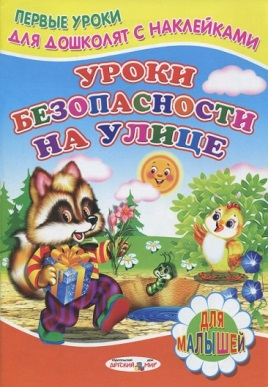 ПЕРВЫЕ УРОКИ
ДЛЯ ДОШКОЛЯТ С НАКЛЕЙКАМИ
УРОКИ
БЕЗОПАСНОСТИ
НА УЛИЦЕ
ДЛЯ
МАЛЫШЕЙ
ДЕТСКИЙ МИР